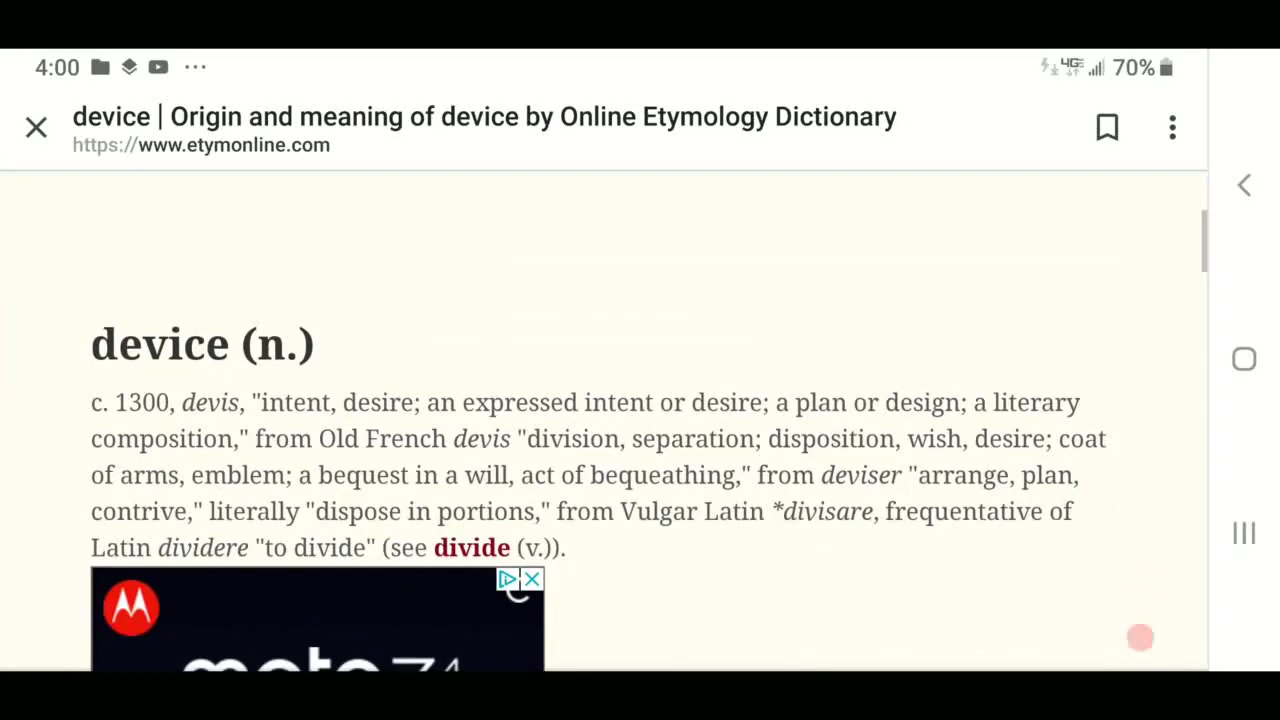 4:00 ... 4GE 70%
device | Origin and meaning of device by Online Etymology Dictionary
https://www.etymonline.com
device (n.)
c. 1300, devis, "intent, desire; an expressed intent or desire; a plan or design; a literary
composition," from Old French devis "division, separation; disposition, wish, desire; coat
of arms, emblem; a bequest in a will, act of bequeathing," from deviser "arrange, plan,
contrive," literally "dispose in portions," from Vulgar Latin *divisare, frequentative of
Latin dividere "to divide" (see divide (v.)).